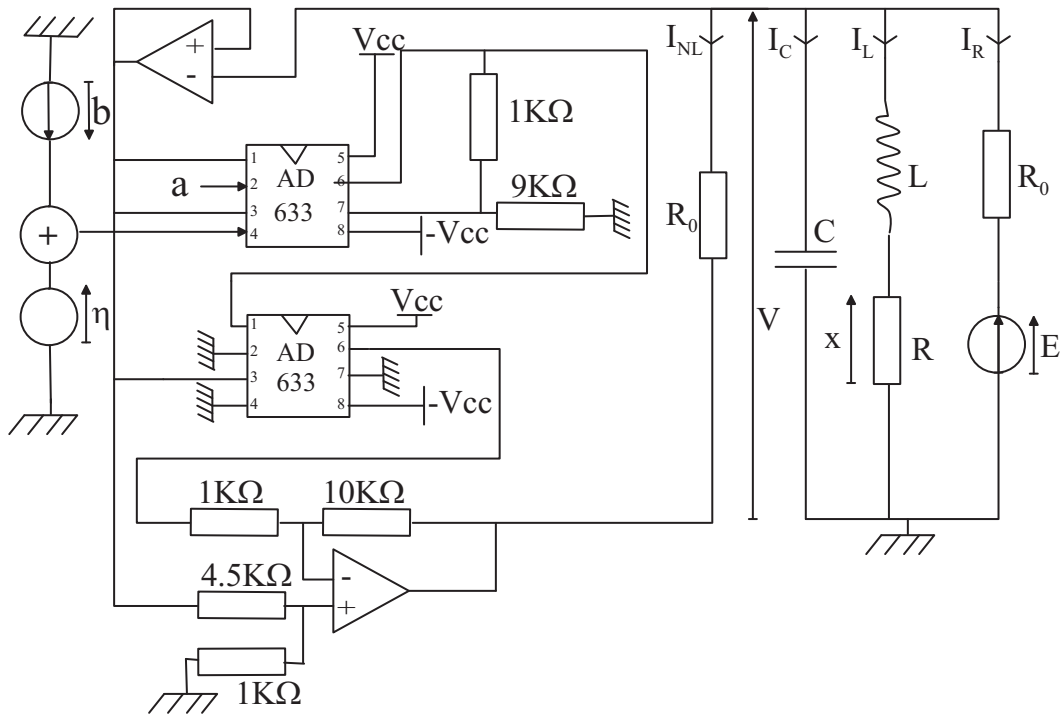 I_NL I_C I_L I_R
+
-
Vcc
b
1KΩ
1 5
a 2 AD 6
3 633 7
4 8
9KΩ
-Vcc
+
η
R_0
L
R_0
C
Vcc
1 5
2 AD 6
3 633 7
4 8
-Vcc
V
x
R
E
1KΩ 10KΩ
-
4.5KΩ
+
1KΩ